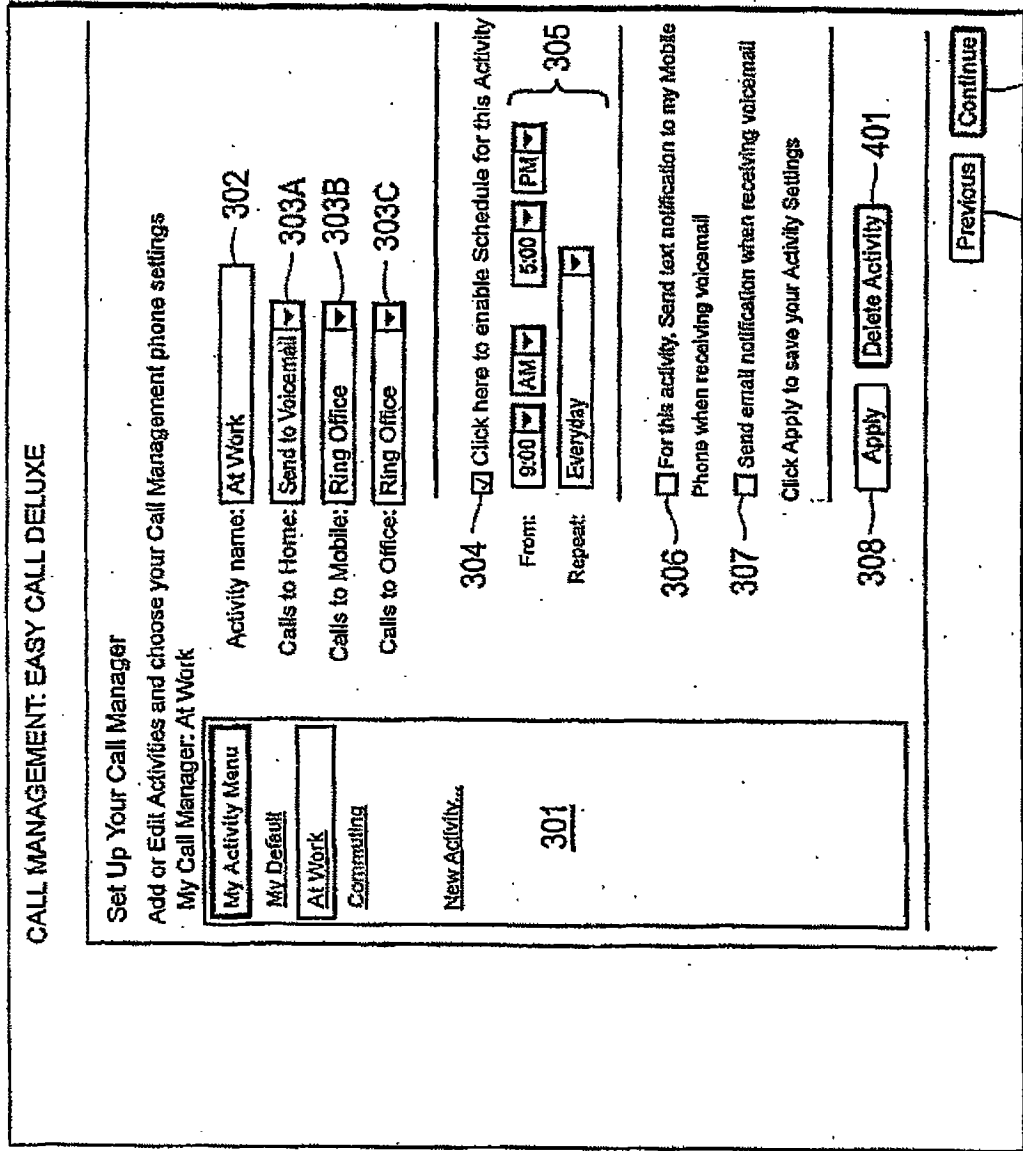 CALL MANAGEMENT: EASY CALL DELUXE
Set Up Your Call Manager
Add or Edit Activities and choose your Call Management phone settings
My Call Manager: At Work
My Activity Menu
My Default
At Work
Commuting
New Activity...
301
Activity name: At Work 302
Calls to Home: Send to Voicemail 303A
Calls to Mobile: Ring Office 303B
Calls to Office: Ring Office 303C
304 Click here to enable Schedule for this Activity
From: 9:00 AM 5:00 PM 305
Repeat: Everyday
306 For this activity, Send text notification to my Mobile
Phone when receiving voicemail
307 Send email notification when receiving voicemail
Click Apply to save your Activity Settings
308 Apply Delete Activity 401
Previous Continue